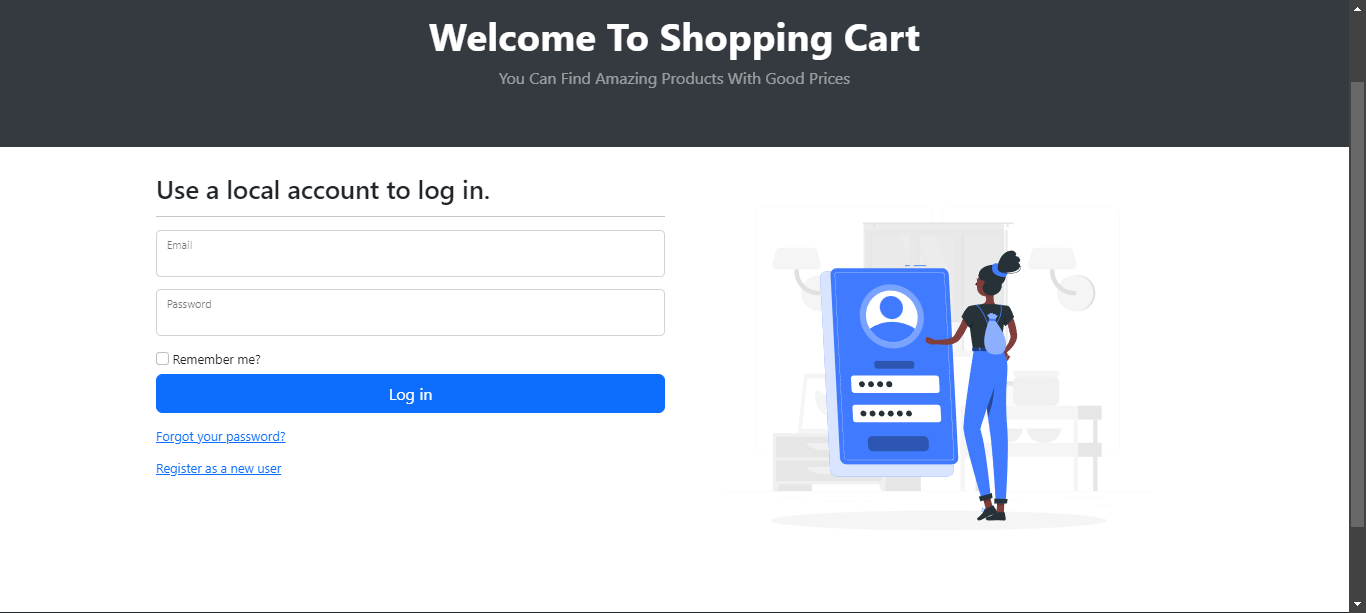 Welcome To Shopping Cart
You Can Find Amazing Products With Good Prices
Use a local account to log in.
Email
Password
Remember me?
Log in
Forgot your password?
Register as a new user